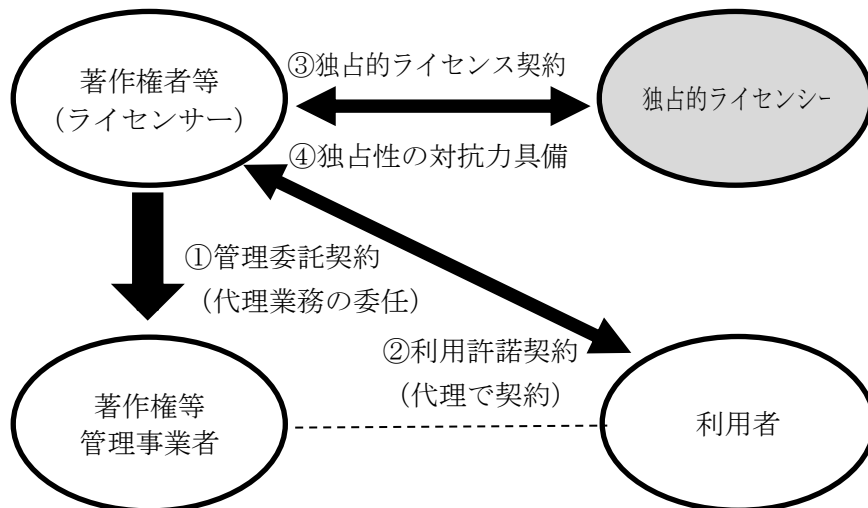 著作権者等
（ライセンサー）
③独占的ライセンス契約
④独占性の対抗力具備
独占的ライセンシー
①管理委託契約
（代理業務の委任）
②利用許諾契約
（代理で契約）
著作権等
管理事業者
利用者